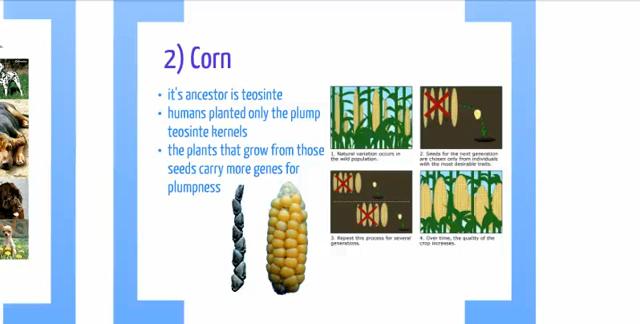 2) Corn
• it's ancestor is teosinte
• humans planted only the plump
teosinte kernels
• the plants that grow from those
seeds carry more genes for
plumpness
1. Natural variation occurs in
the wild population.
2. Seeds for the next generation
are chosen only from individuals
with the most desirable traits.
3. Repeat this process for several
generations.
4. Over time, the quality of the
crop increases.